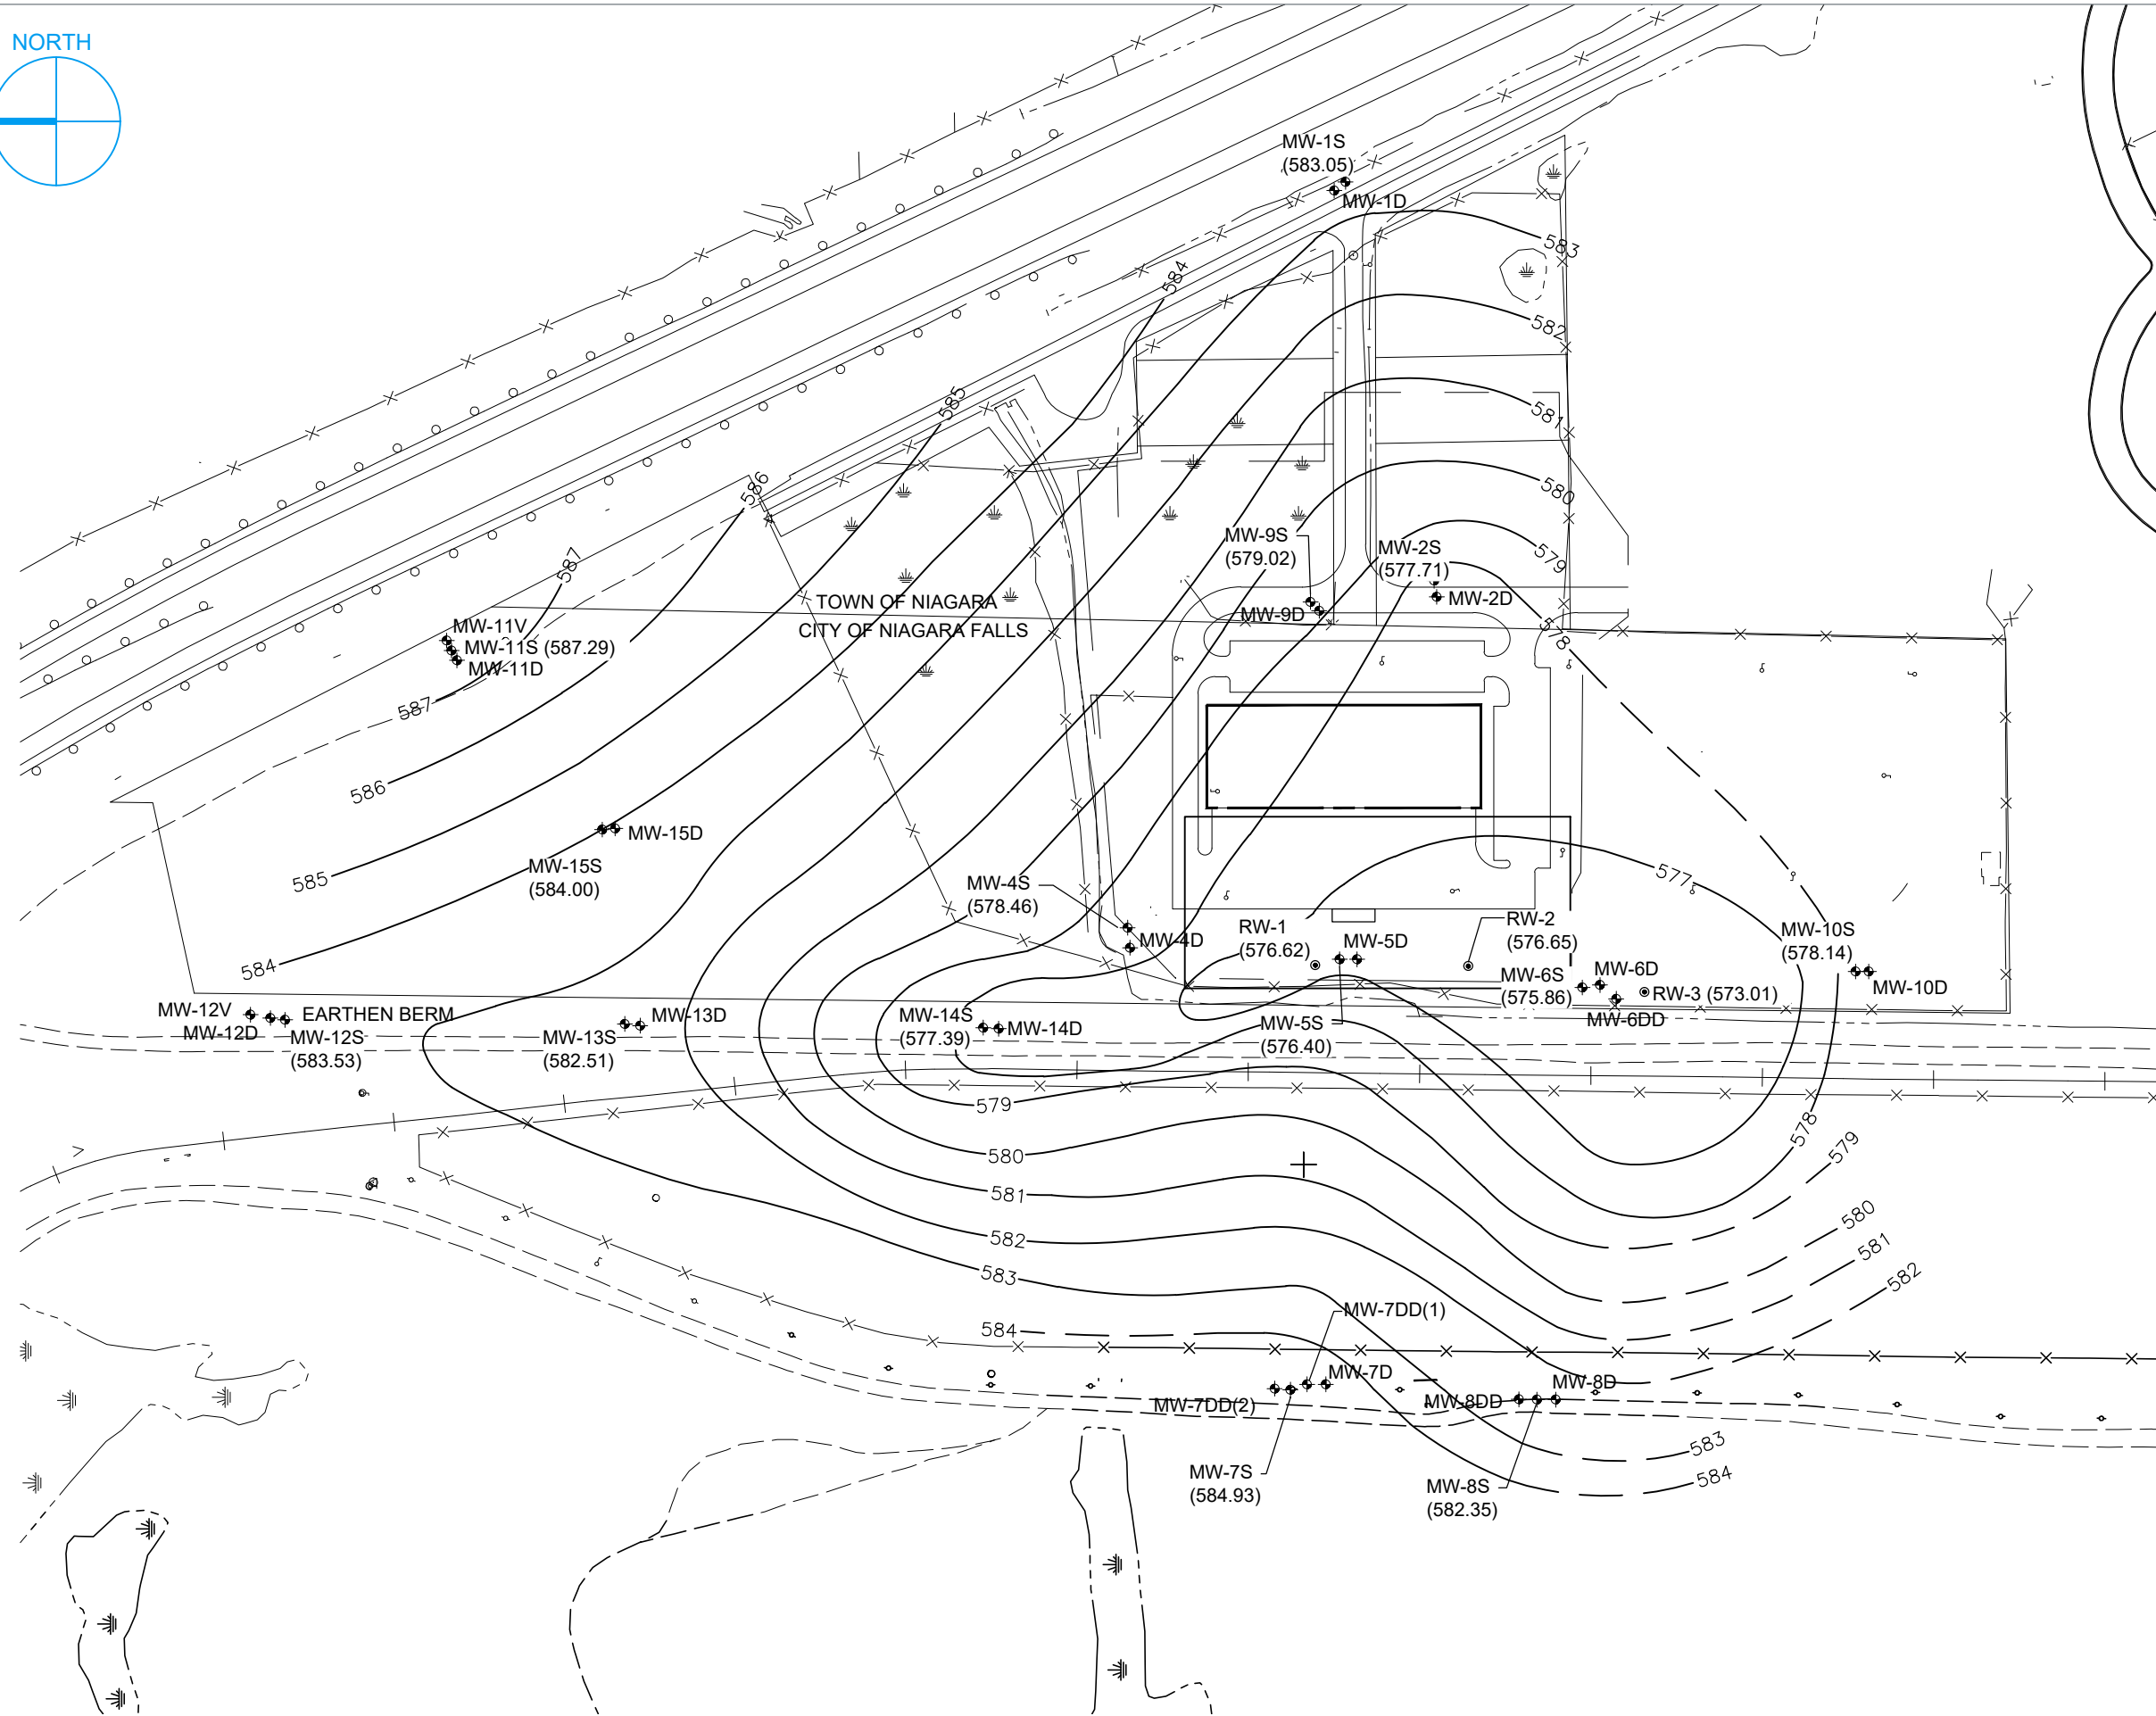 NORTH
MW-1S
(583.05)
MW-1D
583
584
582
585
581
586
580
MW-9S
(579.02)
MW-2S
(577.71)
579
587
MW-9D
MW-2D
TOWN OF NIAGARA
CITY OF NIAGARA FALLS
578
MW-11V
MW-11S (587.29)
MW-11D
587
586
MW-15D
MW-15S
(584.00)
585
577
MW-4S
(578.46)
MW-4D
RW-1
(576.62)
MW-5D
RW-2
(576.65)
MW-10S
(578.14)
584
MW-6S
(575.86)
MW-6D
RW-3 (573.01)
MW-10D
MW-6DD
MW-12V
MW-12D
EARTHEN BERM
MW-12S
(583.53)
MW-13S
(582.51)
MW-13D
MW-14S
(577.39)
MW-14D
MW-5S
(576.40)
579
578
579
580
581
580
582
581
583
582
584
MW-7DD(1)
MW-7D
MW-7DD(2)
MW-8DD
MW-8D
583
584
MW-7S
(584.93)
MW-8S
(582.35)